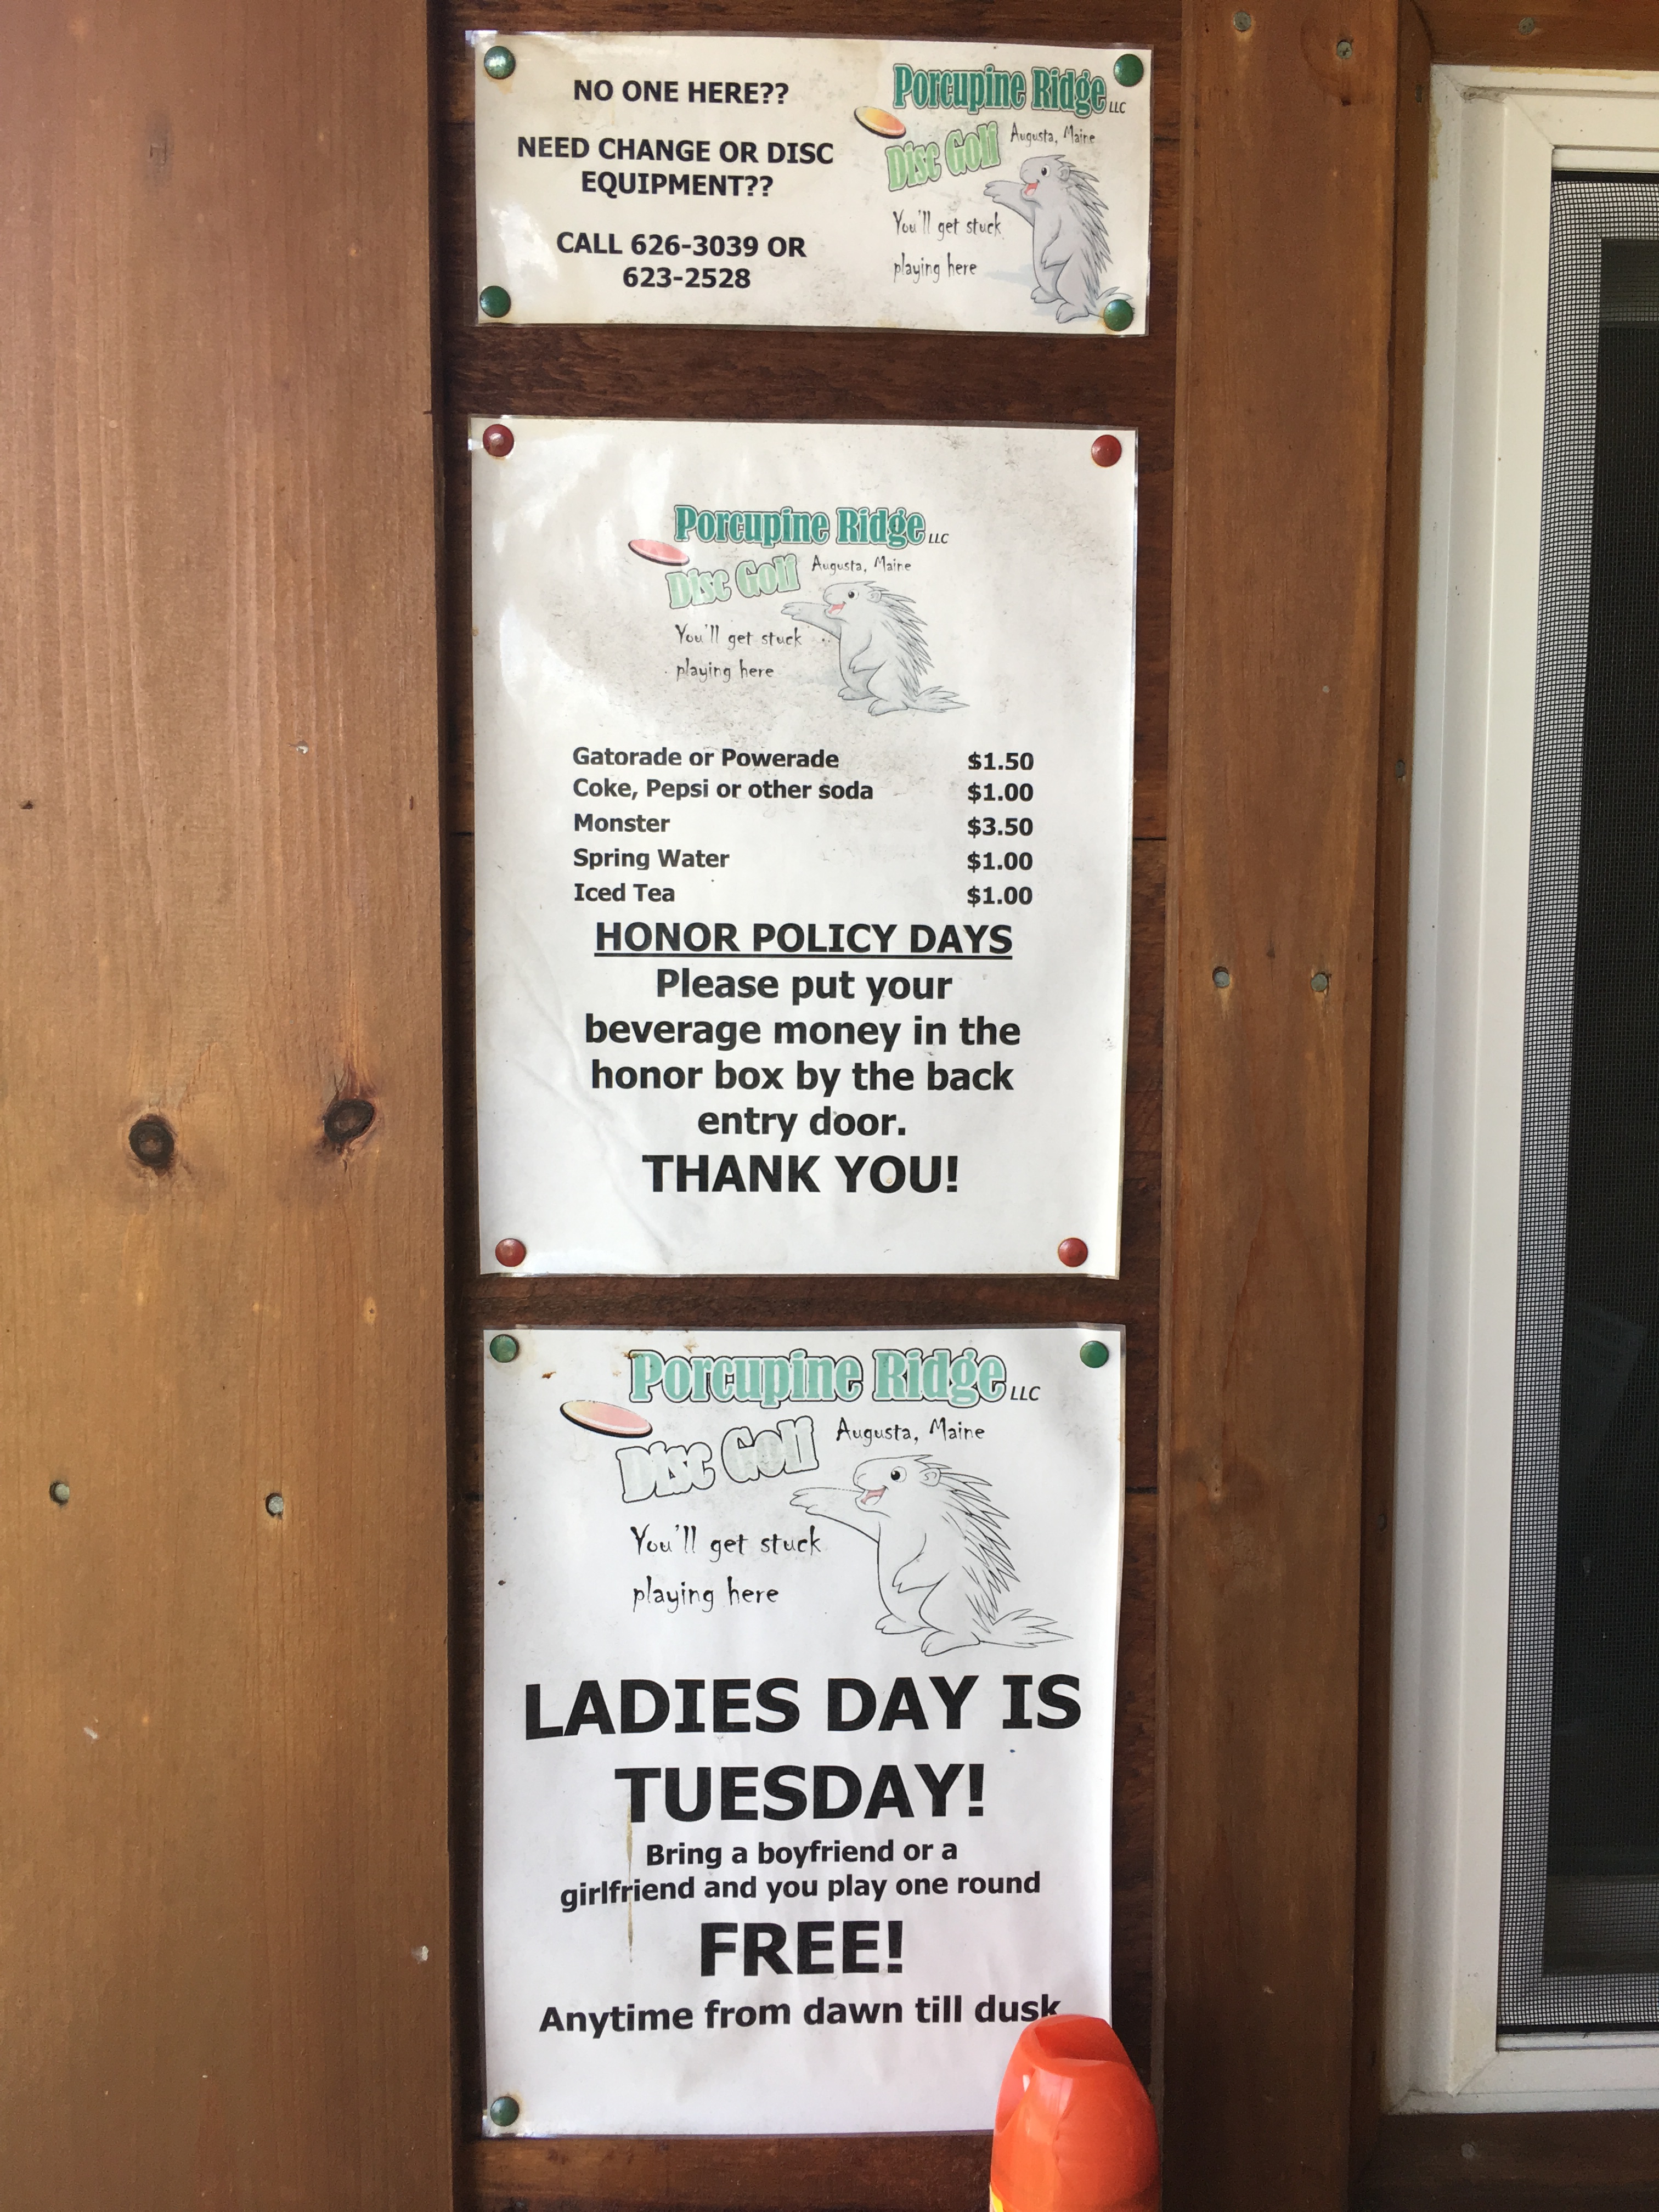 NO ONE HERE??
NEED CHANGE OR DISC
EQUIPMENT??
CALL 626-3039 OR
623-2528
Porcupine Ridge LLC
Disc Golf Augusta, Maine
You'll get stuck
playing here
Porcupine Ridge LLC
Disc Golf Augusta, Maine
You'll get stuck
playing here
Gatorade or Powerade $1.50
Coke, Pepsi or other soda $1.00
Monster $3.50
Spring Water $1.00
Iced Tea $1.00
HONOR POLICY DAYS
Please put your
beverage money in the
honor box by the back
entry door.
THANK YOU!
Porcupine Ridge LLC
Disc Golf Augusta, Maine
You'll get stuck
playing here
LADIES DAY IS
TUESDAY!
Bring a boyfriend or a
girlfriend and you play one round
FREE!
Anytime from dawn till dusk